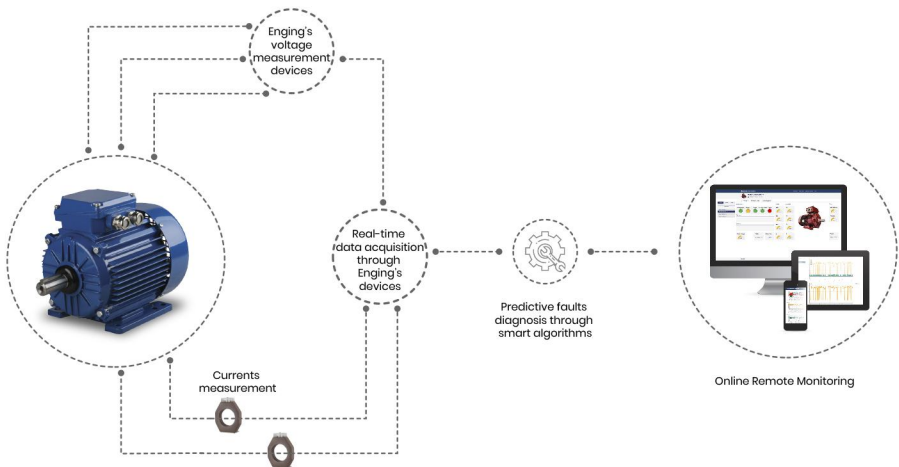 Enging's
voltage
measurement
devices
Real-time
data acquisition
through
Enging's
devices
Predictive faults
diagnosis through
smart algorithms
Currents
measurement
Online Remote Monitoring